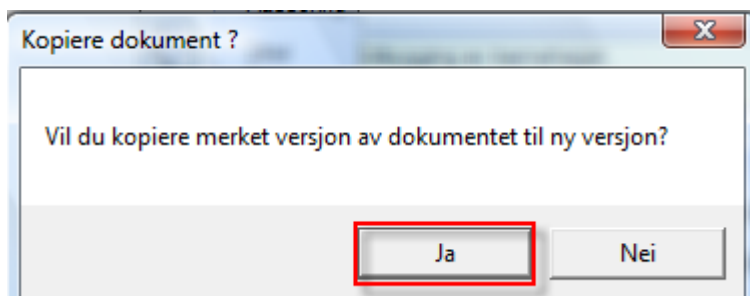 Kopiere dokument ?
Vil du kopiere merket versjon av dokumentet til ny versjon?
Ja
Nei